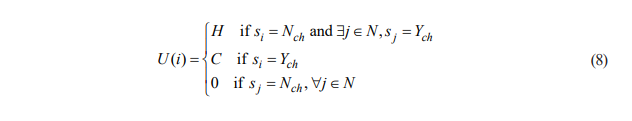 H if s_i = N_ch and ∃j ∈ N, s_j = Y_ch
U(i) = { C if s_i = Y_ch (8)
0 if s_j = N_ch, ∀j ∈ N